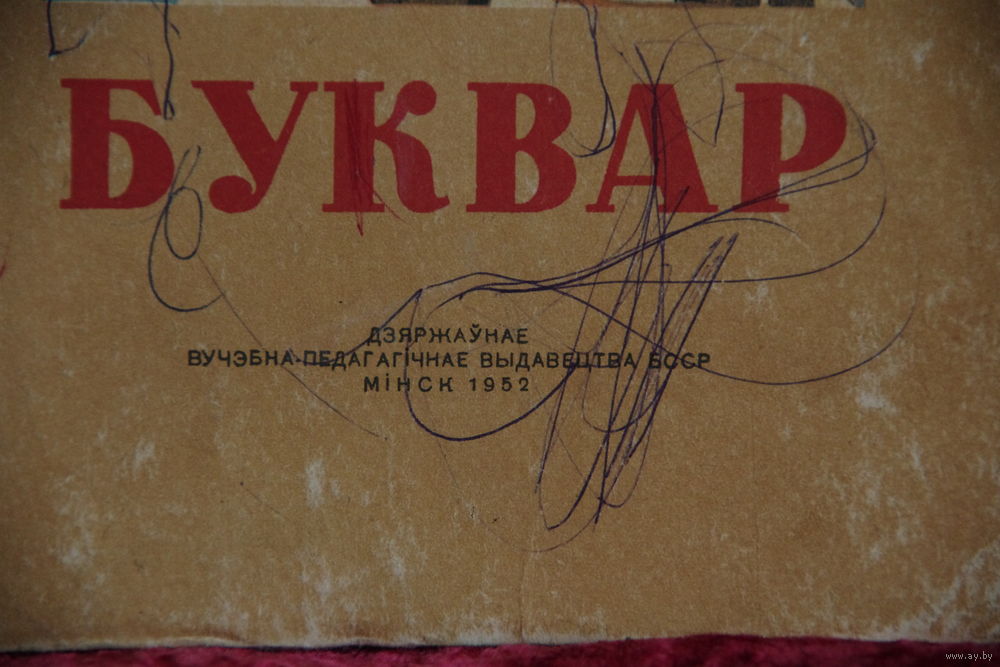 БУКВАР
ДЗЯРЖАЎНАЕ
ВУЧЭБНА-ПЕДАГАГІЧНАЕ ВЫДАВЕЦТВА БССР
МІНСК 1952
www.ay.by